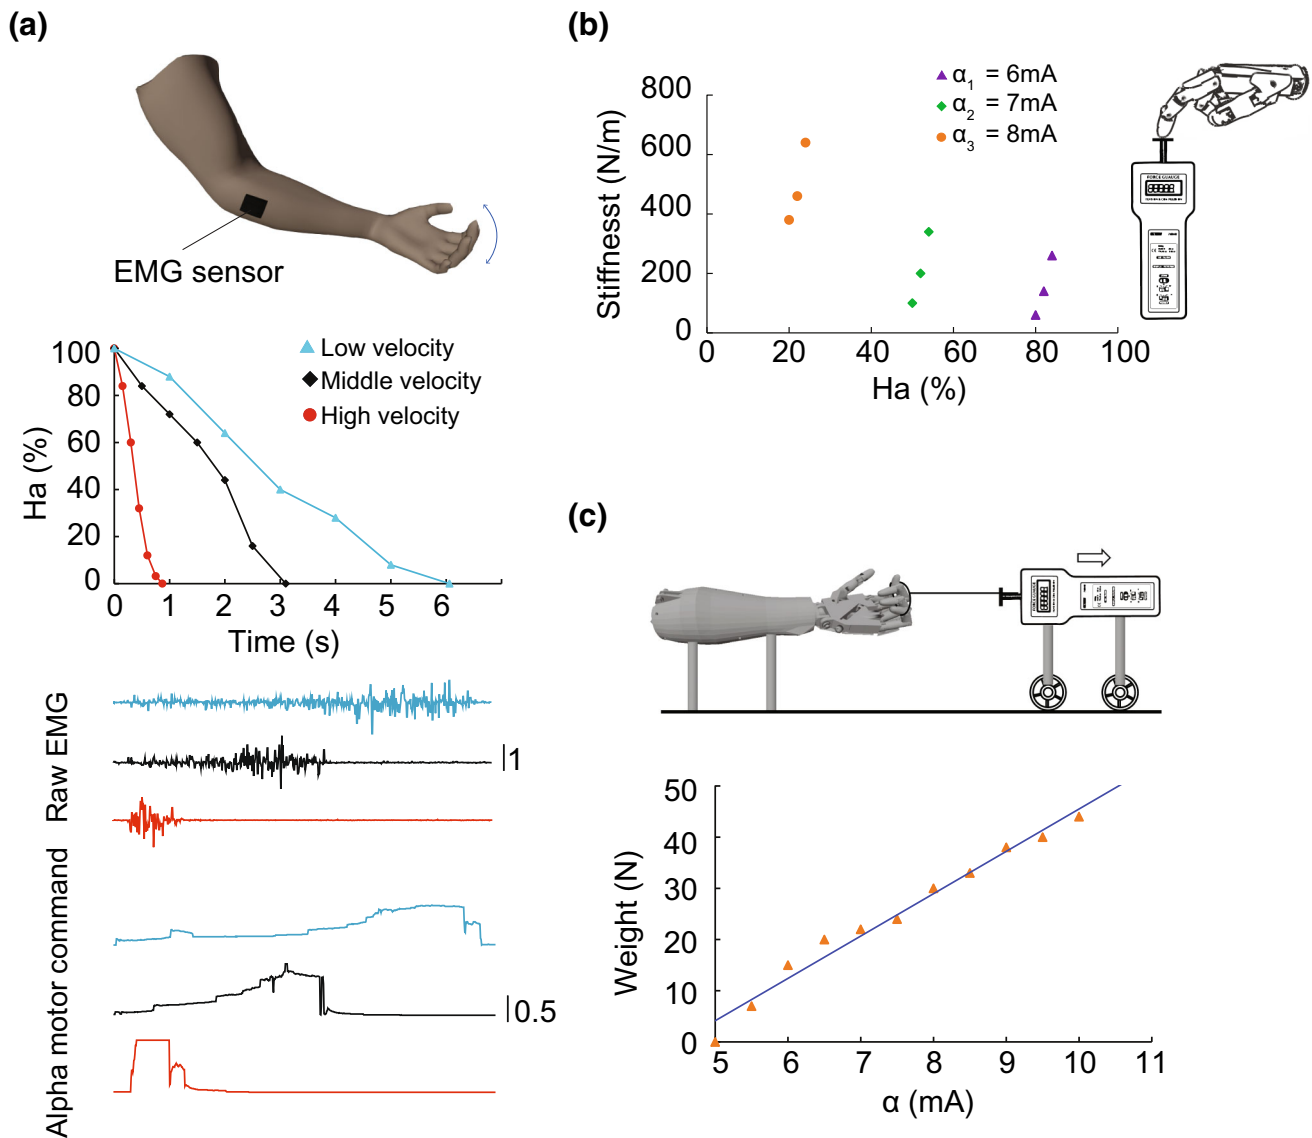 (a)
EMG sensor
100
80
60
40
20
0
Ha (%)
Low velocity
Middle velocity
High velocity
0 1 2 3 4 5 6
Time (s)
Raw EMG
1
Alpha motor command
0.5
(b)
800
600
400
200
0
Stiffnesst (N/m)
α1 = 6mA
α2 = 7mA
α3 = 8mA
0 20 40 60 80 100
Ha (%)
FORCE GUAUGE
(c)
50
40
30
20
10
0
Weight (N)
5 6 7 8 9 10 11
α (mA)